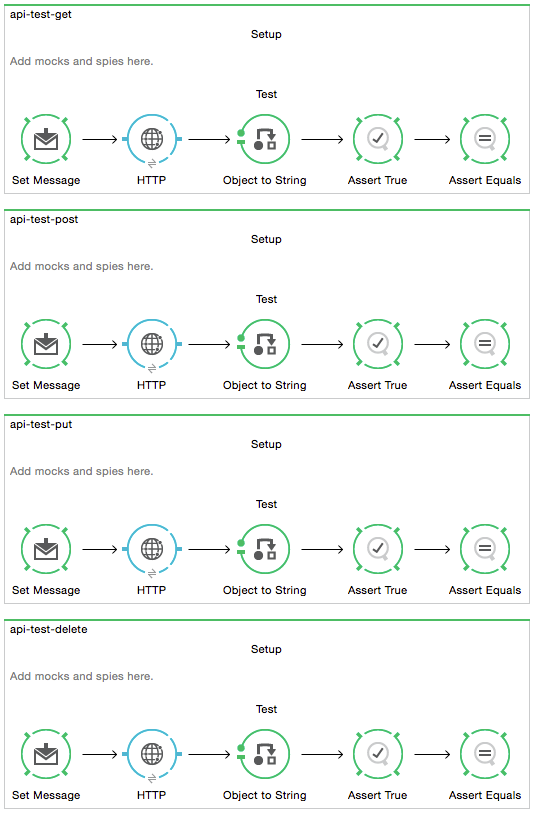 api-test-get
Setup
Add mocks and spies here.
Test
Set Message HTTP Object to String Assert True Assert Equals
api-test-post
Setup
Add mocks and spies here.
Test
Set Message HTTP Object to String Assert True Assert Equals
api-test-put
Setup
Add mocks and spies here.
Test
Set Message HTTP Object to String Assert True Assert Equals
api-test-delete
Setup
Add mocks and spies here.
Test
Set Message HTTP Object to String Assert True Assert Equals